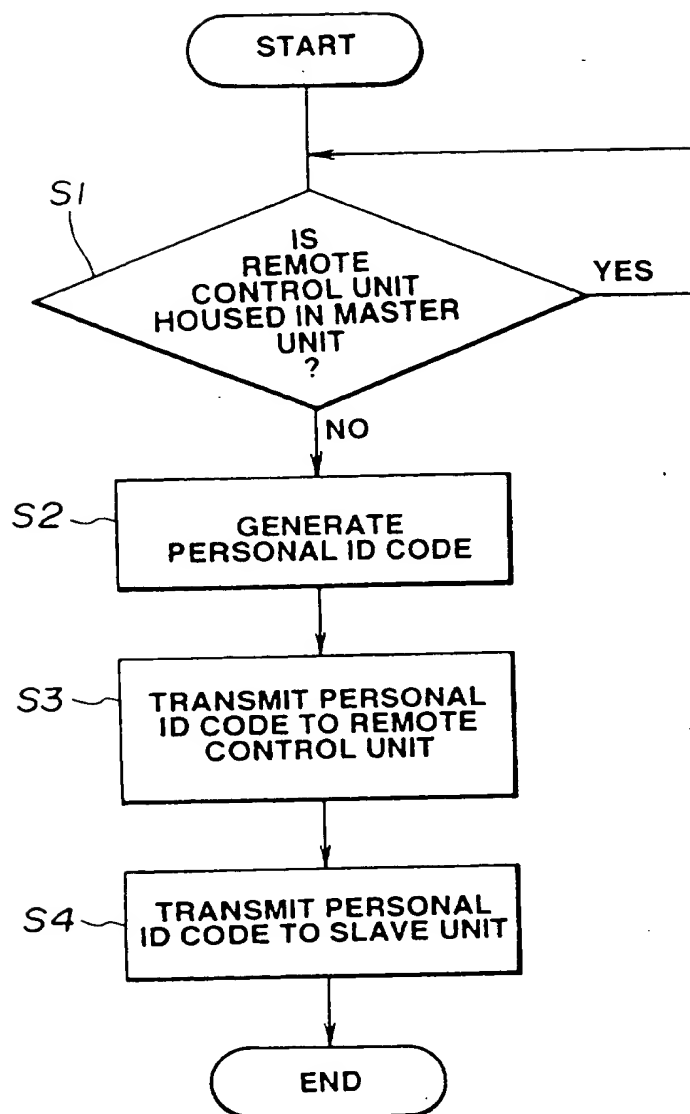 START
S1
IS
REMOTE
CONTROL UNIT
HOUSED IN MASTER
UNIT
?
YES
NO
S2
GENERATE
PERSONAL ID CODE
S3
TRANSMIT PERSONAL
ID CODE TO REMOTE
CONTROL UNIT
S4
TRANSMIT PERSONAL
ID CODE TO SLAVE UNIT
END